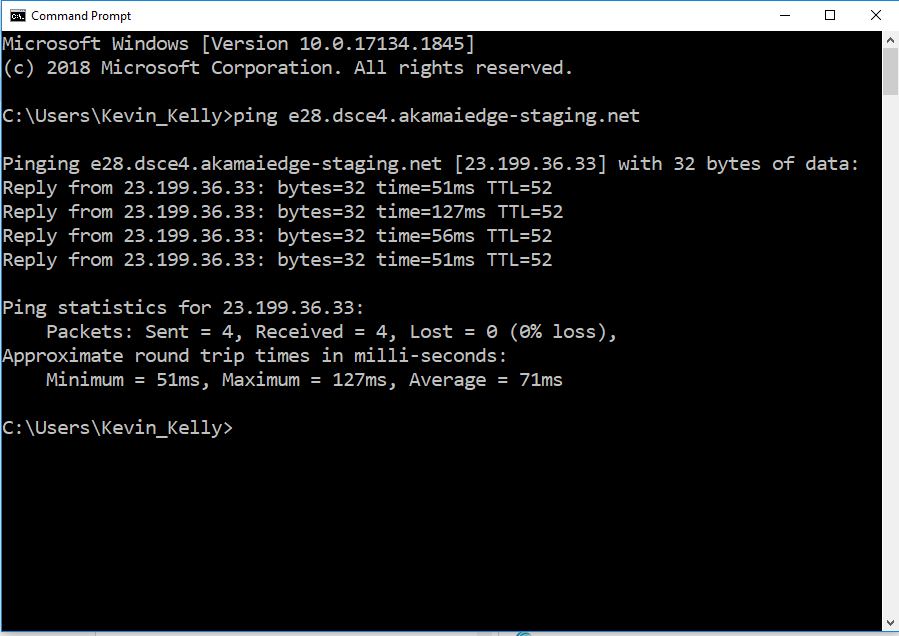 Command Prompt
Microsoft Windows [Version 10.0.17134.1845]
(c) 2018 Microsoft Corporation. All rights reserved.
C:\Users\Kevin_Kelly>ping e28.dsce4.akamaiedge-staging.net
Pinging e28.dsce4.akamaiedge-staging.net [23.199.36.33] with 32 bytes of data:
Reply from 23.199.36.33: bytes=32 time=51ms TTL=52
Reply from 23.199.36.33: bytes=32 time=127ms TTL=52
Reply from 23.199.36.33: bytes=32 time=56ms TTL=52
Reply from 23.199.36.33: bytes=32 time=51ms TTL=52
Ping statistics for 23.199.36.33:
    Packets: Sent = 4, Received = 4, Lost = 0 (0% loss),
Approximate round trip times in milli-seconds:
    Minimum = 51ms, Maximum = 127ms, Average = 71ms
C:\Users\Kevin_Kelly>